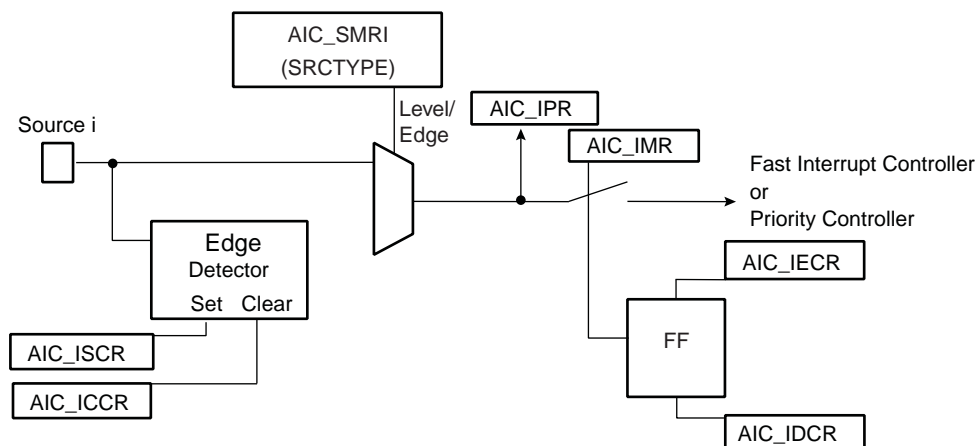 AIC_SMRI
(SRCTYPE)
Level/
Edge
AIC_IPR
Source i
AIC_IMR
Fast Interrupt Controller
or
Priority Controller
Edge
Detector
Set Clear
AIC_IECR
FF
AIC_ISCR
AIC_ICCR
AIC_IDCR